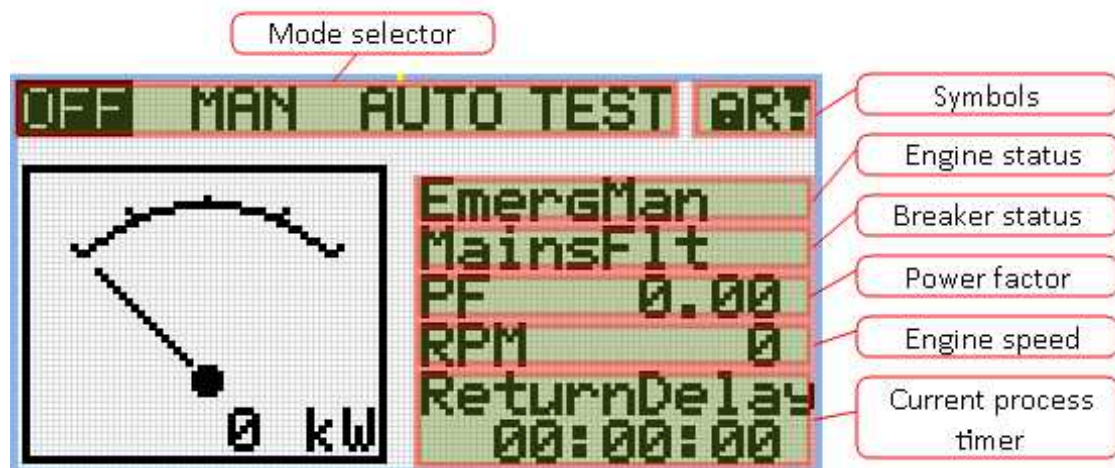 Mode selector
OFF MAN AUTO TEST R!
Symbols
Engine status
EmergMan
Breaker status
MainsFlt
Power factor
PF 0.00
Engine speed
RPM 0
Current process
timer
ReturnDelay
00:00:00
0 kW